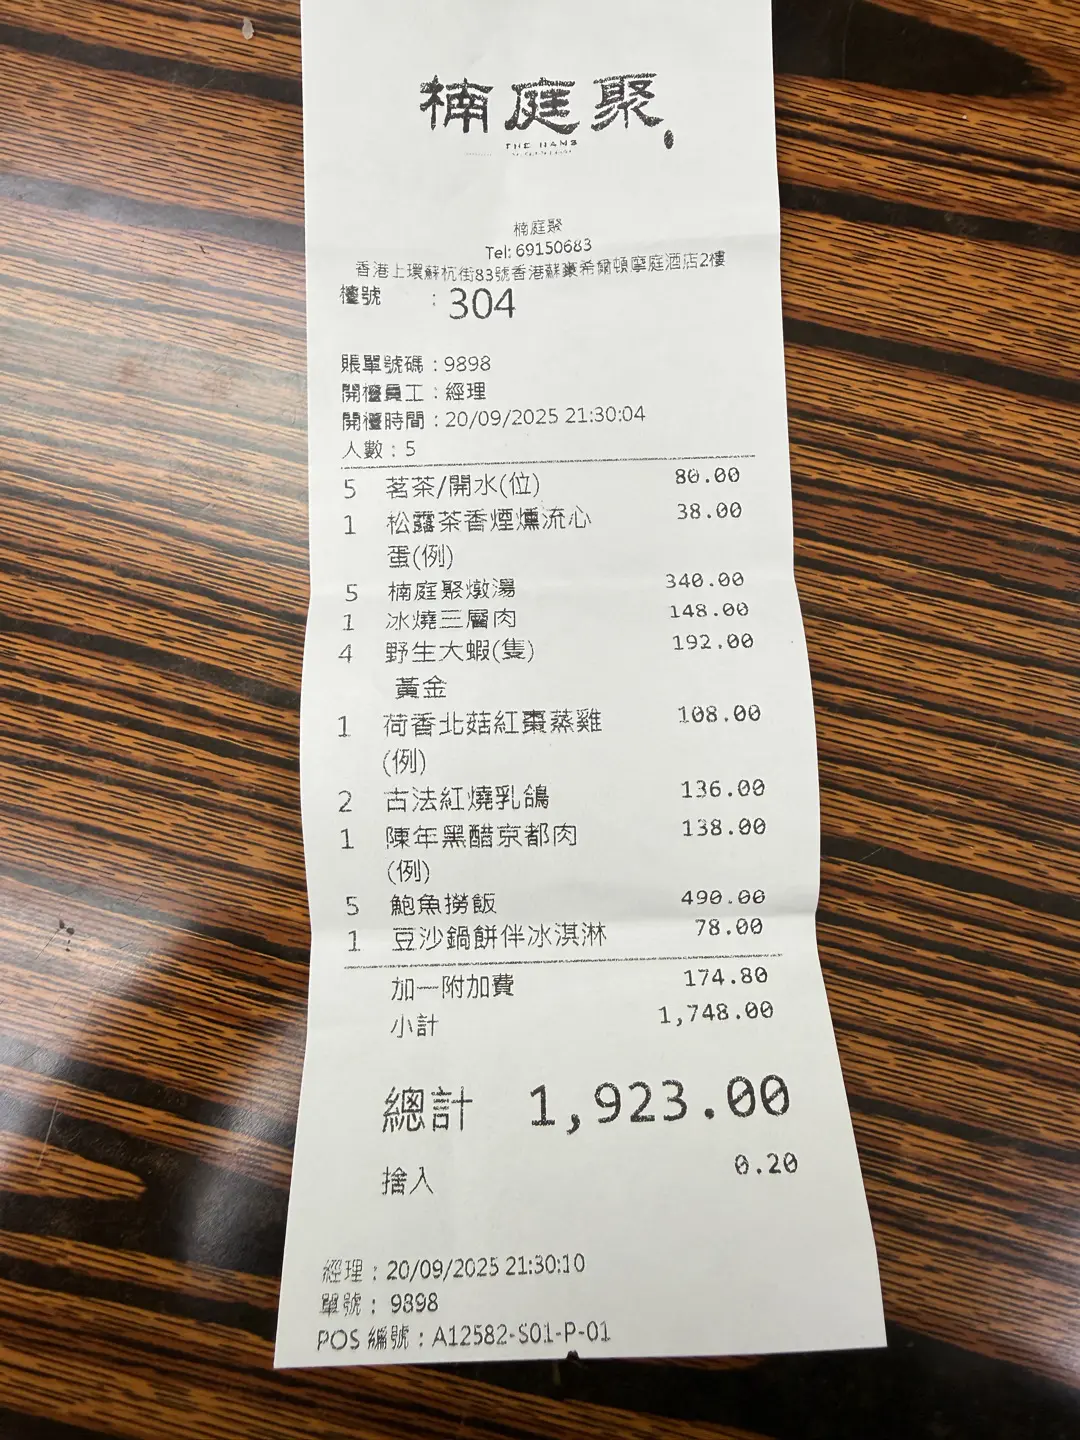 楠庭聚
THE NAMS
楠庭聚
Tel: 69150683
香港上環蘇杭街83號香港蘇豪希爾頓摩庭酒店2樓
檯號 : 304
賬單號碼 : 9898
開檯員工 : 經理
開檯時間 : 20/09/2025 21:30:04
人數 : 5
5 茗茶/開水(位) 80.00
1 松露茶香煙燻流心 38.00
蛋(例)
5 楠庭聚燉湯 340.00
1 冰燒三層肉 148.00
4 野生大蝦(隻) 192.00
黃金
1 荷香北菇紅棗蒸雞 108.00
(例)
2 古法紅燒乳鴿 136.00
1 陳年黑醋京都肉 138.00
(例)
5 鮑魚撈飯 490.00
1 豆沙鍋餅伴冰淇淋 78.00
加一附加費 174.80
小計 1,748.00
總計 1,923.00
捨入 0.20
經理 : 20/09/2025 21:30:10
單號 : 9898
POS 編號 : A12582-S01-P-01